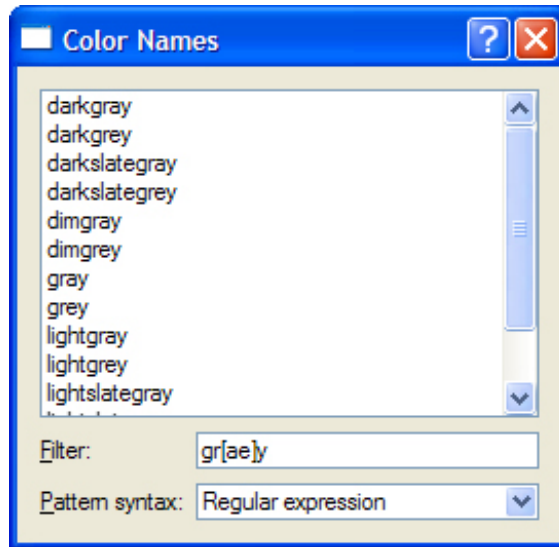 Color Names
darkgray
darkgrey
darkslategray
darkslategrey
dimgray
dimgrey
gray
grey
lightgray
lightgrey
lightslategray
Filter: gr[ae]y
Pattern syntax: Regular expression